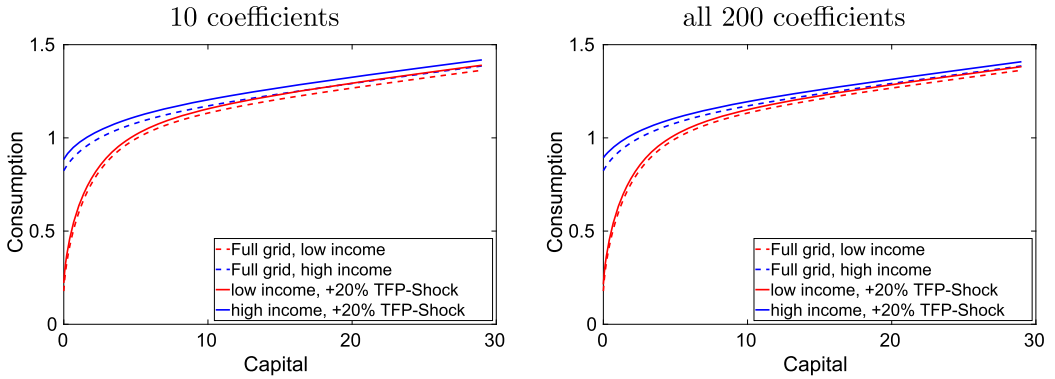 10 coefficients
1.5
1
0.5
0
Consumption
Full grid, low income
Full grid, high income
low income, +20% TFP-Shock
high income, +20% TFP-Shock
0
10
20
30
Capital
all 200 coefficients
1.5
1
0.5
0
Consumption
Full grid, low income
Full grid, high income
low income, +20% TFP-Shock
high income, +20% TFP-Shock
0
10
20
30
Capital